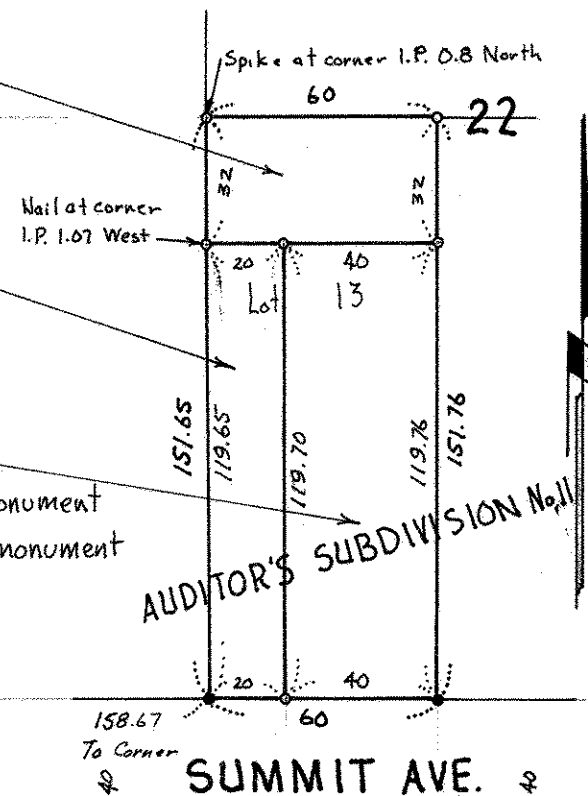 Spike at corner I.P. 0.8 North
60
22
32
32
Nail at corner
I.P. 1.07 West
20
40
Lot 13
151.65
119.65
119.70
119.76
151.76
onument
monument
AUDITOR'S SUBDIVISION No. 11
20
40
158.67
60
To Corner
40
SUMMIT AVE.
40